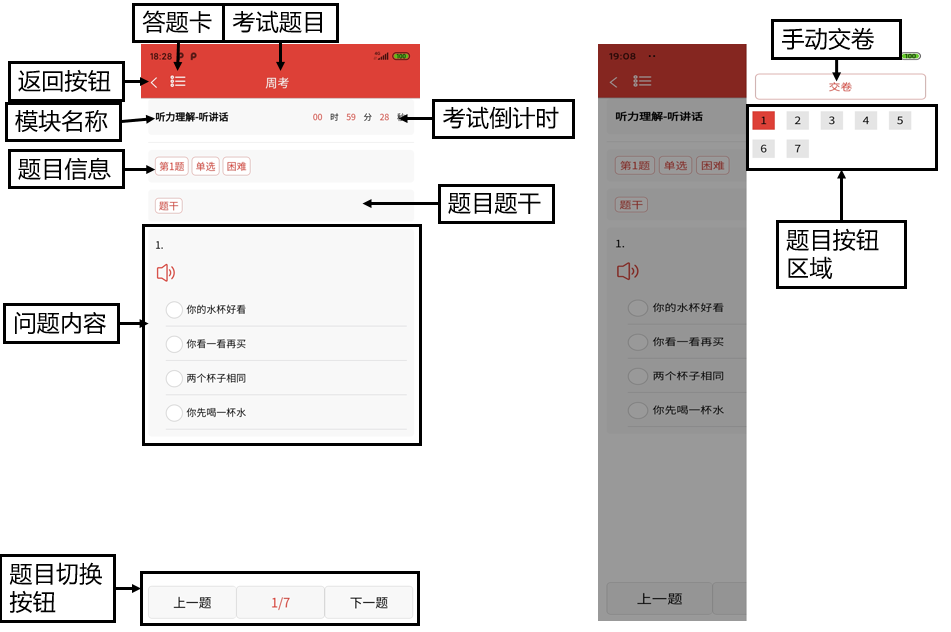 答题卡 考试题目
手动交卷
18:28
19:08
100
100
返回按钮
周考
交卷
模块名称
听力理解-听讲话
00 时 59 分 28 秒
考试倒计时
听力理解-听讲话
1 2 3 4 5
6 7
题目信息
第1题 单选 困难
第1题 单选 困难
题干
题目题干
题干
题目按钮
区域
1.
1.
问题内容
你的水杯好看
你看一看再买
两个杯子相同
你先喝一杯水
你的水杯好看
你看一看再买
两个杯子相同
你先喝一杯水
题目切换
按钮
上一题 1/7 下一题
上一题